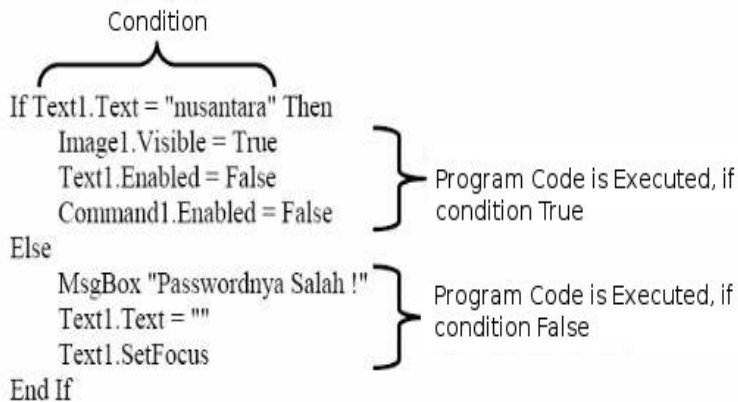 Condition
If Text1.Text = "nusantara" Then
Image1.Visible = True
Text1.Enabled = False
Command1.Enabled = False
Program Code is Executed, if
condition True
Else
MsgBox "Passwordnya Salah !"
Text1.Text = ""
Text1.SetFocus
Program Code is Executed, if
condition False
End If